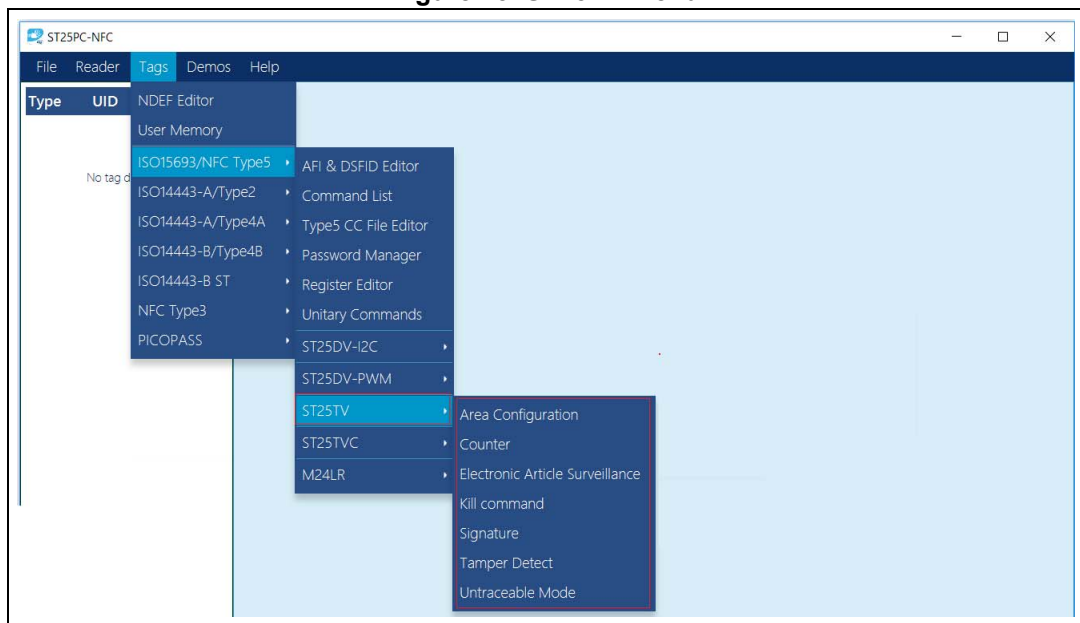 ST25PC-NFC
File Reader Tags Demos Help
Type UID
No tag d
NDEF Editor
User Memory
ISO15693/NFC Type5
ISO14443-A/Type2
ISO14443-A/Type4A
ISO14443-B/Type4B
ISO14443-B ST
NFC Type3
PICOPASS
AFI & DSFID Editor
Command List
Type5 CC File Editor
Password Manager
Register Editor
Unitary Commands
ST25DV-I2C
ST25DV-PWM
ST25TV
ST25TVC
M24LR
Area Configuration
Counter
Electronic Article Surveillance
Kill command
Signature
Tamper Detect
Untraceable Mode